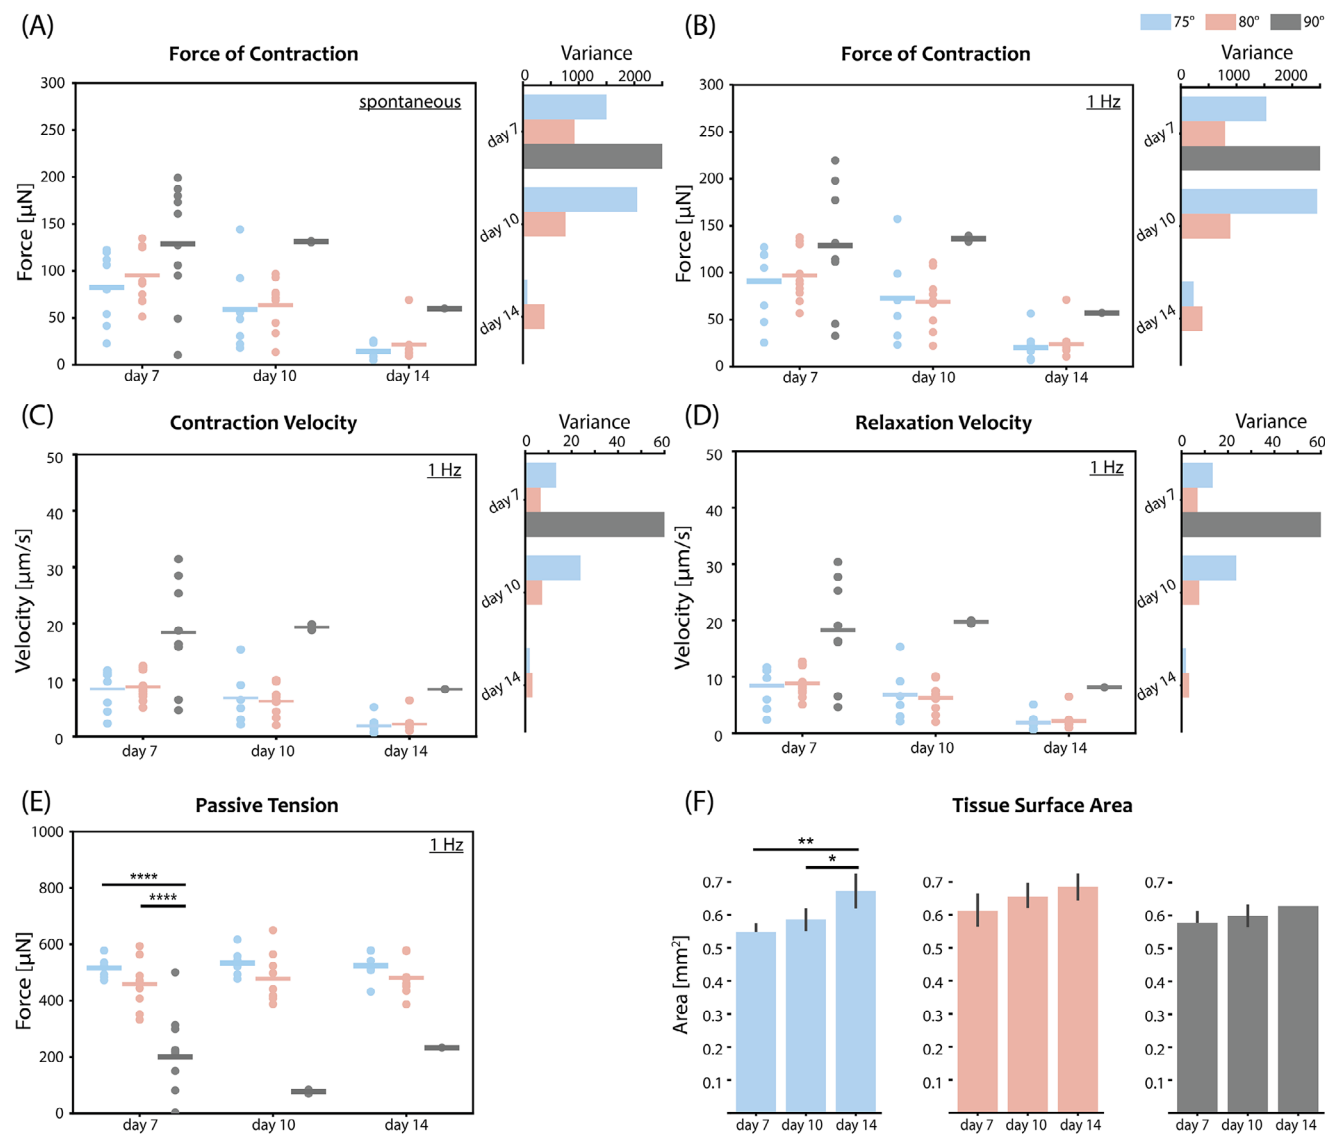 (A)
Force of Contraction
Variance
0 1000 2000
spontaneous
300
250
200
150
100
50
0
Force [µN]
day 7 day 10 day 14
day 7
day 10
day 14
(B)
75° 80° 90°
Force of Contraction
Variance
0 1000 2000
1 Hz
300
250
200
150
100
50
0
Force [µN]
day 7 day 10 day 14
day 7
day 10
day 14
(C)
Contraction Velocity
Variance
0 20 40 60
1 Hz
50
40
30
20
10
0
Velocity [µm/s]
day 7 day 10 day 14
day 7
day 10
day 14
(D)
Relaxation Velocity
Variance
0 20 40 60
1 Hz
50
40
30
20
10
0
Velocity [µm/s]
day 7 day 10 day 14
day 7
day 10
day 14
(E)
Passive Tension
1 Hz
1000
800
600
400
200
0
Force [µN]
****
****
day 7 day 10 day 14
(F)
Tissue Surface Area
**
*
Area [mm²]
0.7
0.6
0.5
0.4
0.3
0.2
0.1
day 7 day 10 day 14
0.7
0.6
0.5
0.4
0.3
0.2
0.1
day 7 day 10 day 14
0.7
0.6
0.5
0.4
0.3
0.2
0.1
day 7 day 10 day 14